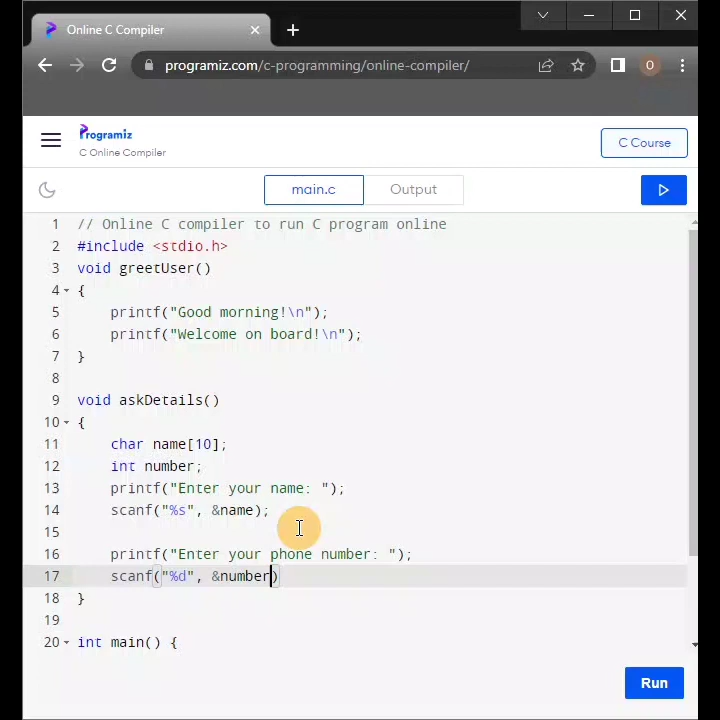 Online C Compiler
programiz.com/c-programming/online-compiler/
O
Programiz
C Online Compiler
C Course
main.c
Output
1 // Online C compiler to run C program online
2 #include <stdio.h>
3 void greetUser()
4 {
5 printf("Good morning!\n");
6 printf("Welcome on board!\n");
7 }
8
9 void askDetails()
10 {
11 char name[10];
12 int number;
13 printf("Enter your name: ");
14 scanf("%s", &name);
15
16 printf("Enter your phone number: ");
17 scanf("%d", &number)
18 }
19
20 int main() {
Run